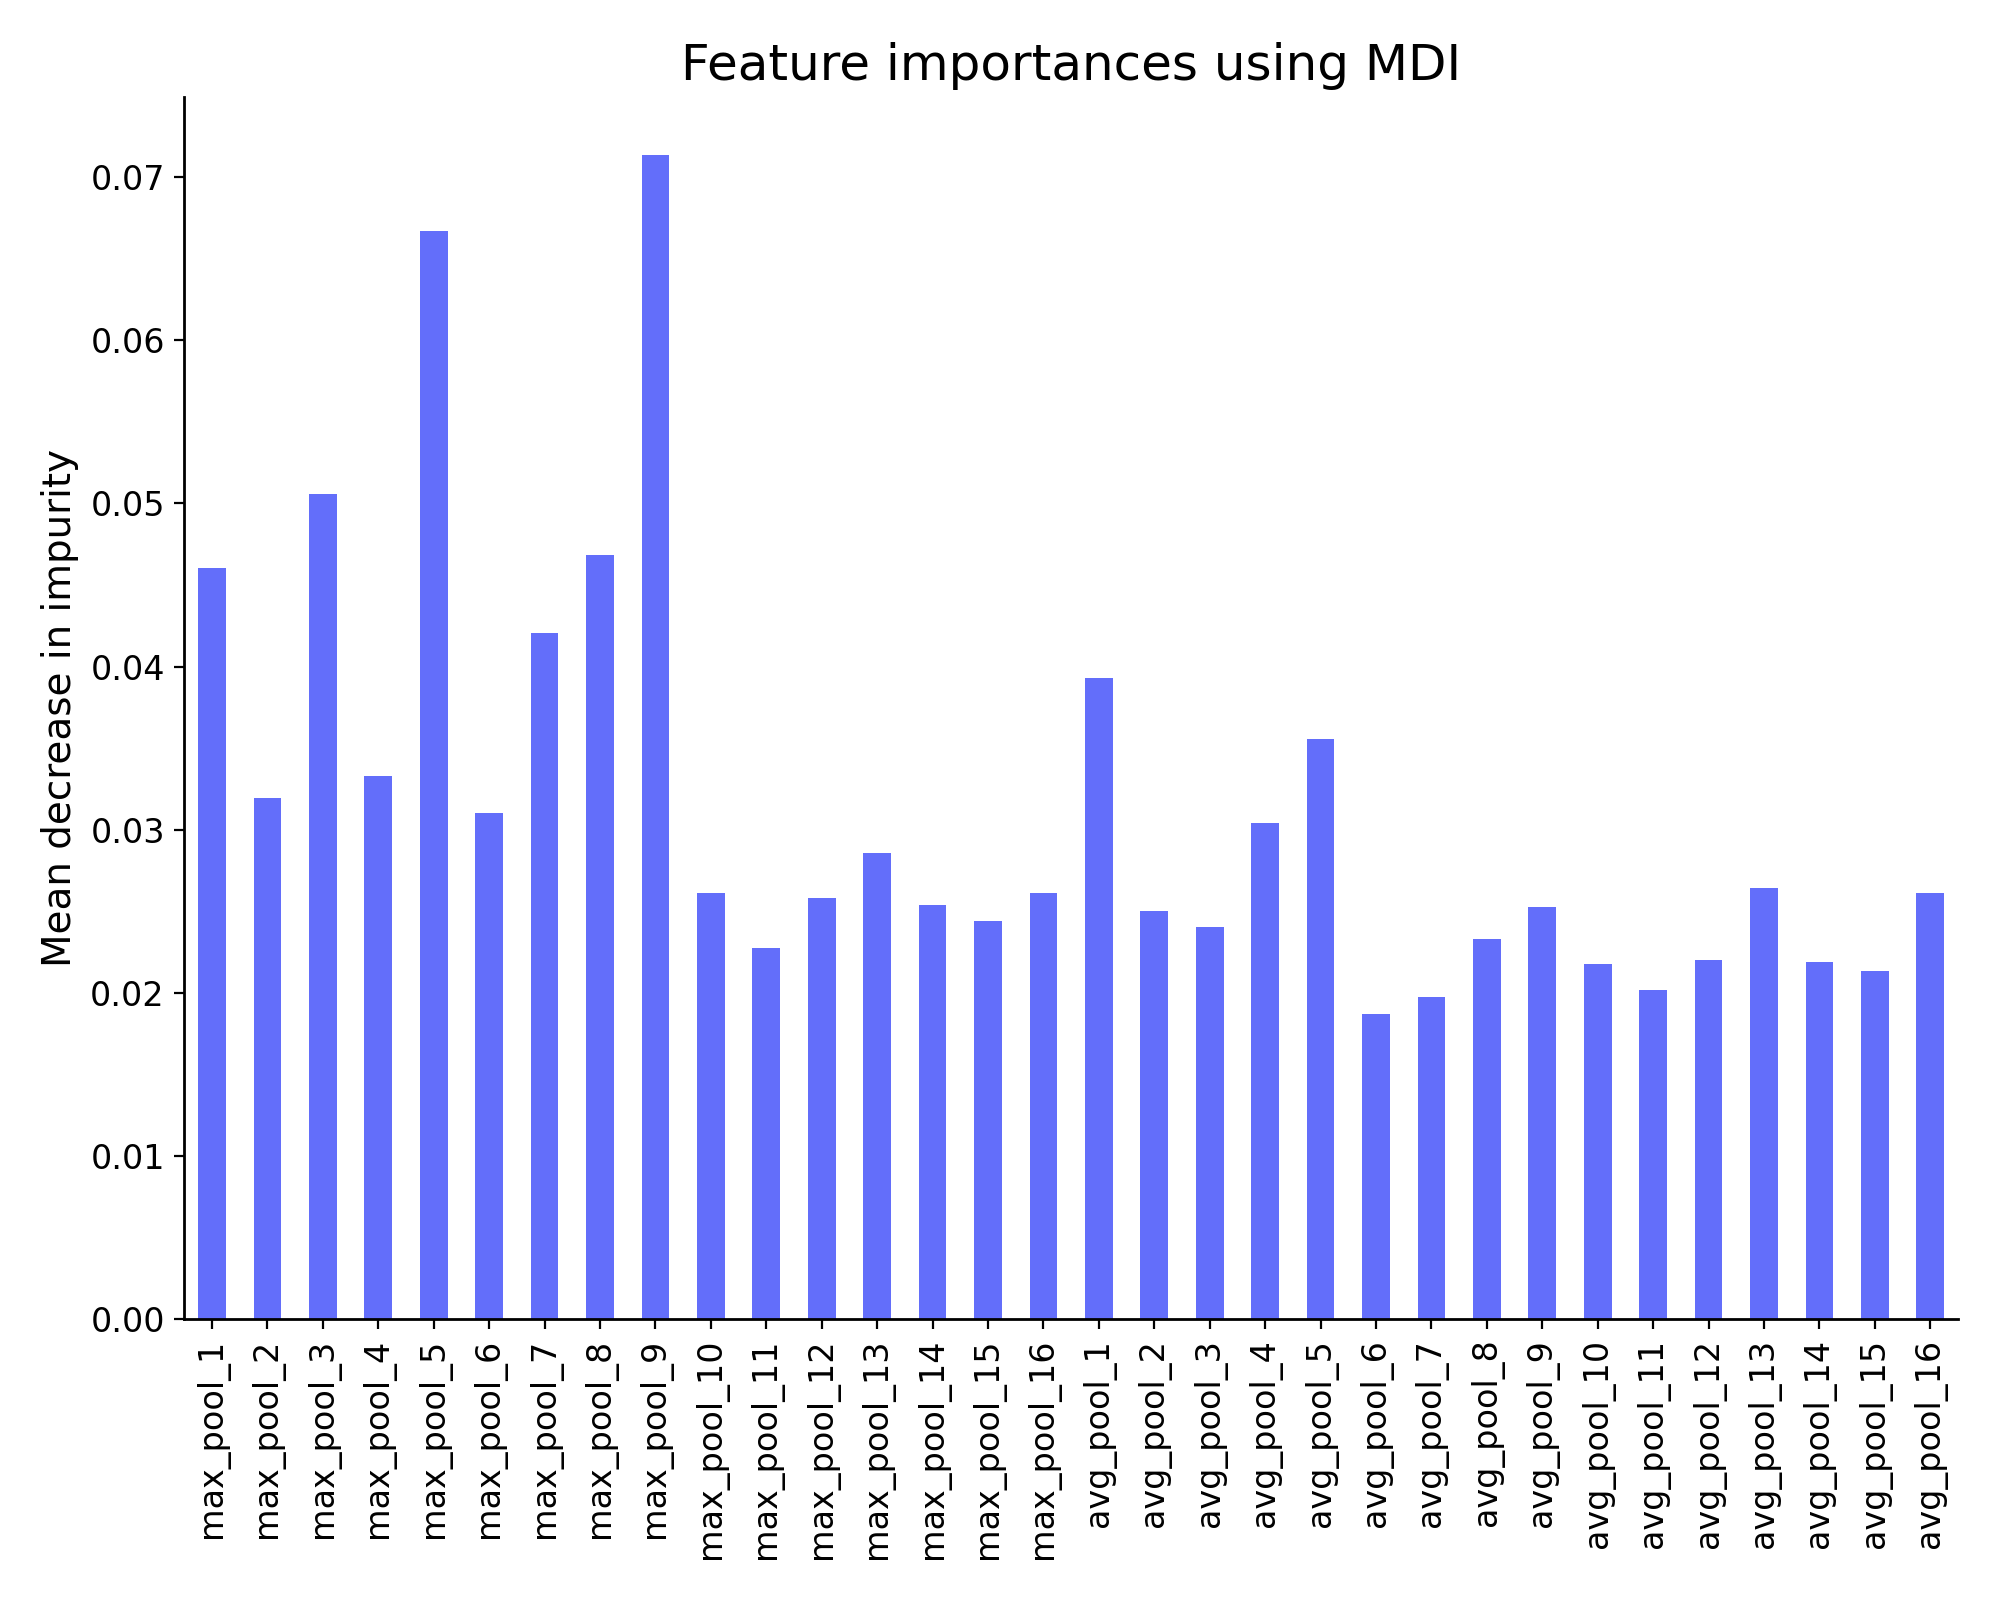 Feature importances using MDI
Mean decrease in impurity
0.07
0.06
0.05
0.04
0.03
0.02
0.01
0.00
max_pool_1
max_pool_2
max_pool_3
max_pool_4
max_pool_5
max_pool_6
max_pool_7
max_pool_8
max_pool_9
max_pool_10
max_pool_11
max_pool_12
max_pool_13
max_pool_14
max_pool_15
max_pool_16
avg_pool_1
avg_pool_2
avg_pool_3
avg_pool_4
avg_pool_5
avg_pool_6
avg_pool_7
avg_pool_8
avg_pool_9
avg_pool_10
avg_pool_11
avg_pool_12
avg_pool_13
avg_pool_14
avg_pool_15
avg_pool_16